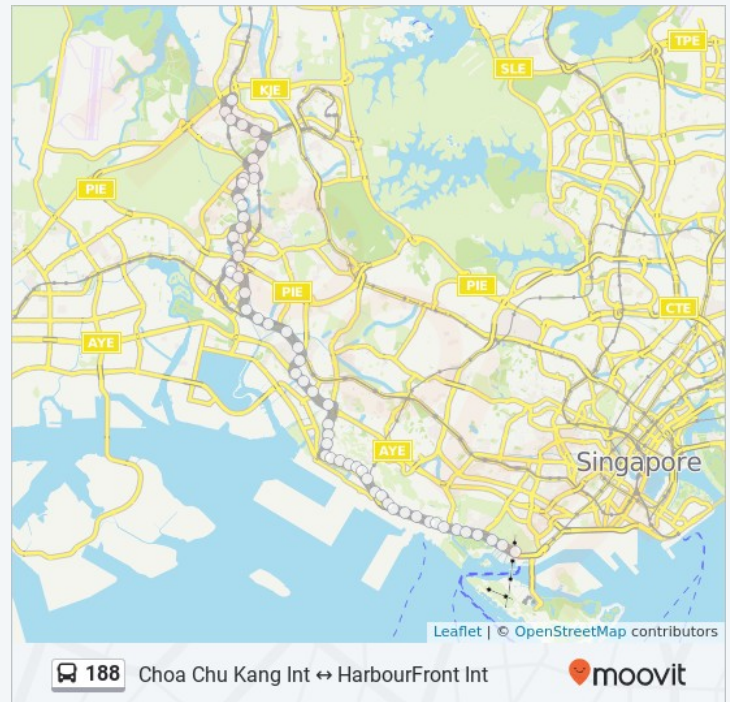 TPE
SLE
KJE
PIE
PIE
PIE
CTE
AYE
AYE
Singapore
Leaflet | © OpenStreetMap contributors
188 Choa Chu Kang Int ↔ HarbourFront Int
moovit